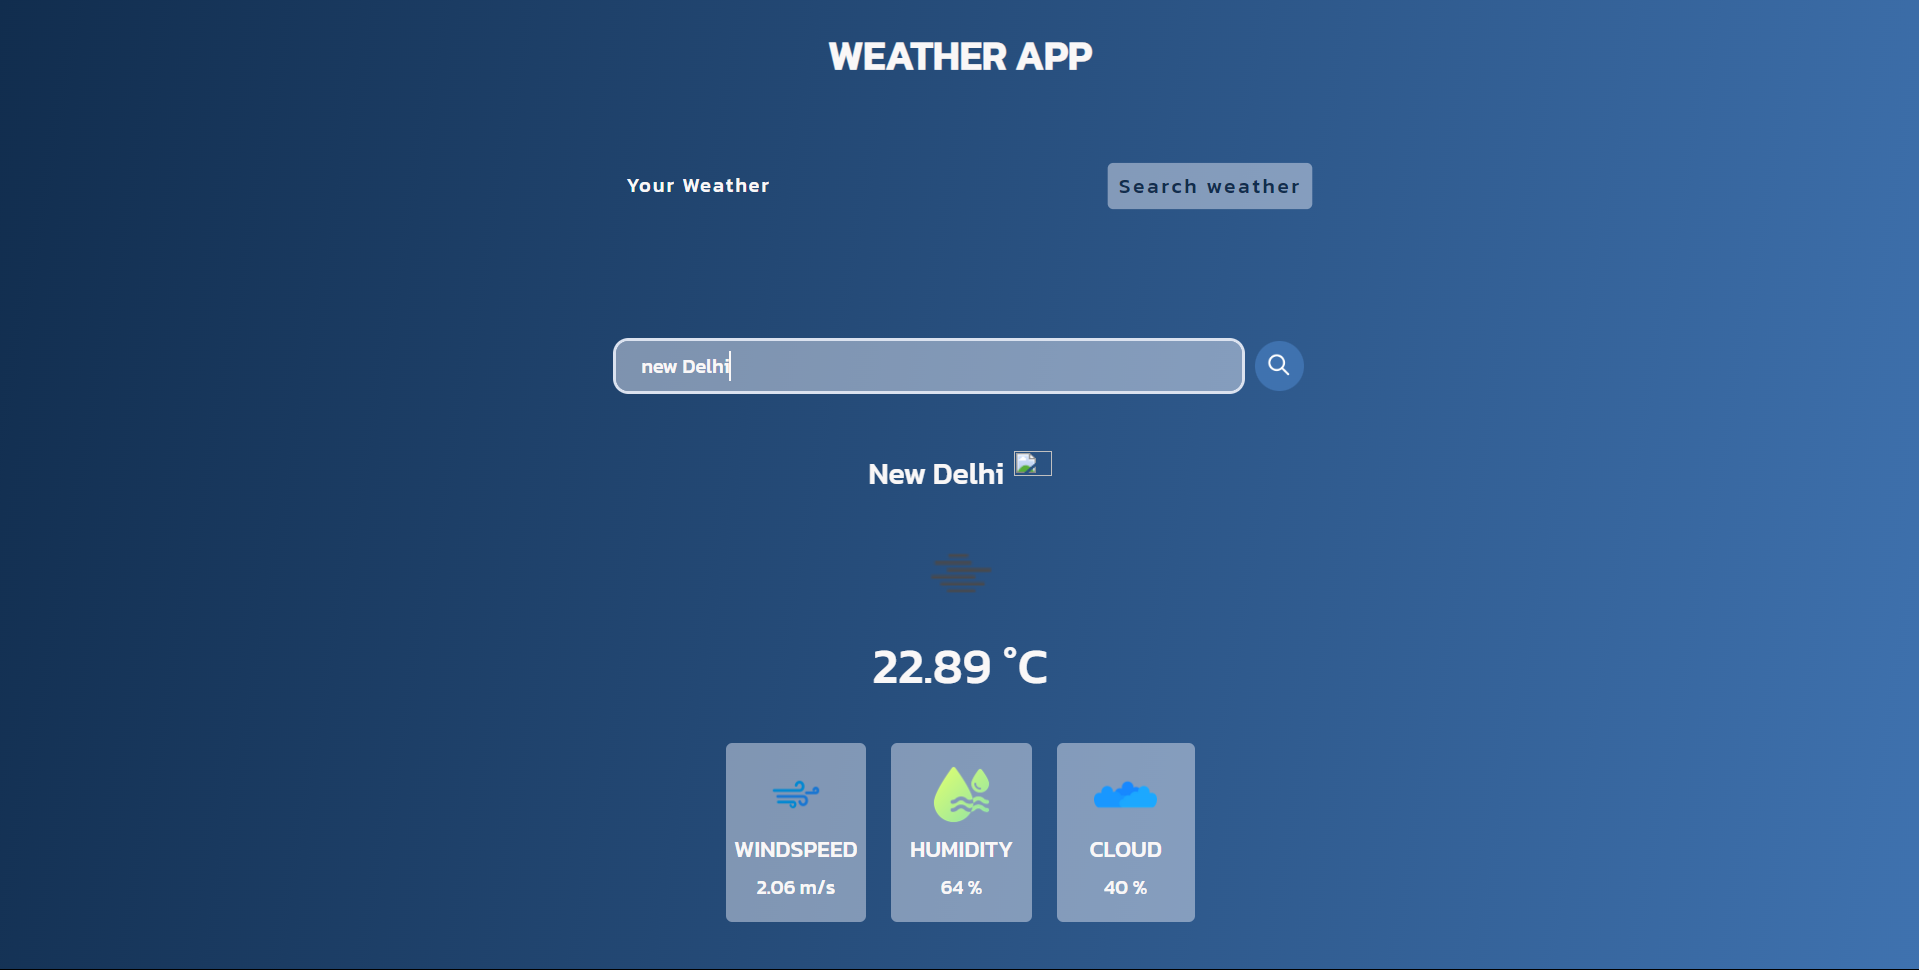 WEATHER APP
Your Weather
Search weather
new Delhi
New Delhi
22.89 °C
WINDSPEED
2.06 m/s
HUMIDITY
64 %
CLOUD
40 %